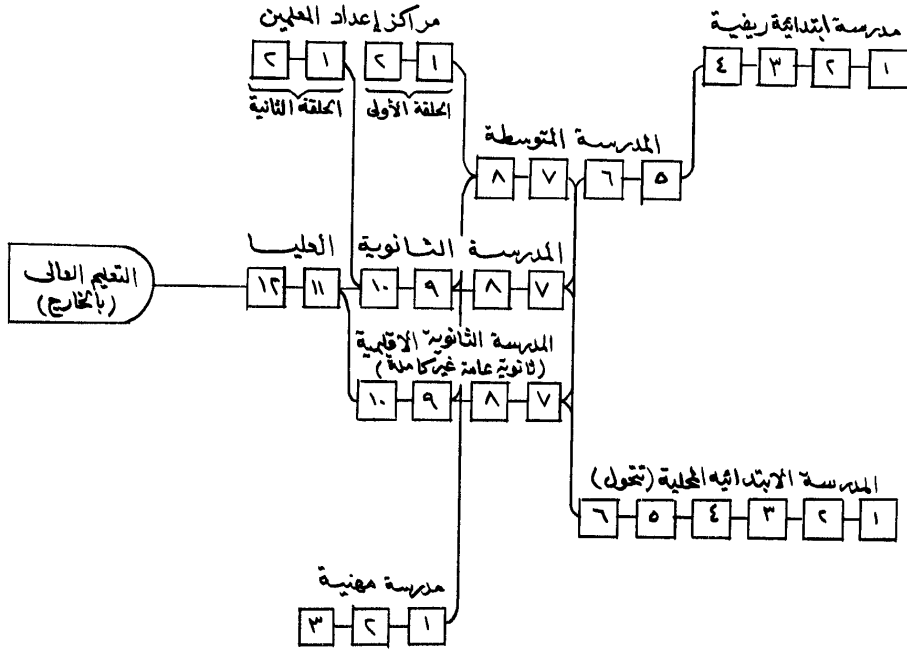 مدرسة ابتدائية ريفية
١ ٢ ٣ ٤
مراكز إعداد المعلمين
١ ٢ ١ ٢
الحلقة الأولى الحلقة الثانية
المدرسة المتوسطة
٥ ٦ ٧ ٨
المدرسة الثانوية العليا
٧ ٨ ٩ ١٠ ١١ ١٢
التعليم العالى
(بالخارج)
المدرسة الثانوية الاقليمية
(ثانوية عامة غير كاملة)
٧ ٨ ٩ ١٠
المدرسة الابتدائيه المحلية (تتحول)
١ ٢ ٣ ٤ ٥ ٦
مدرسة مهنية
١ ٢ ٣